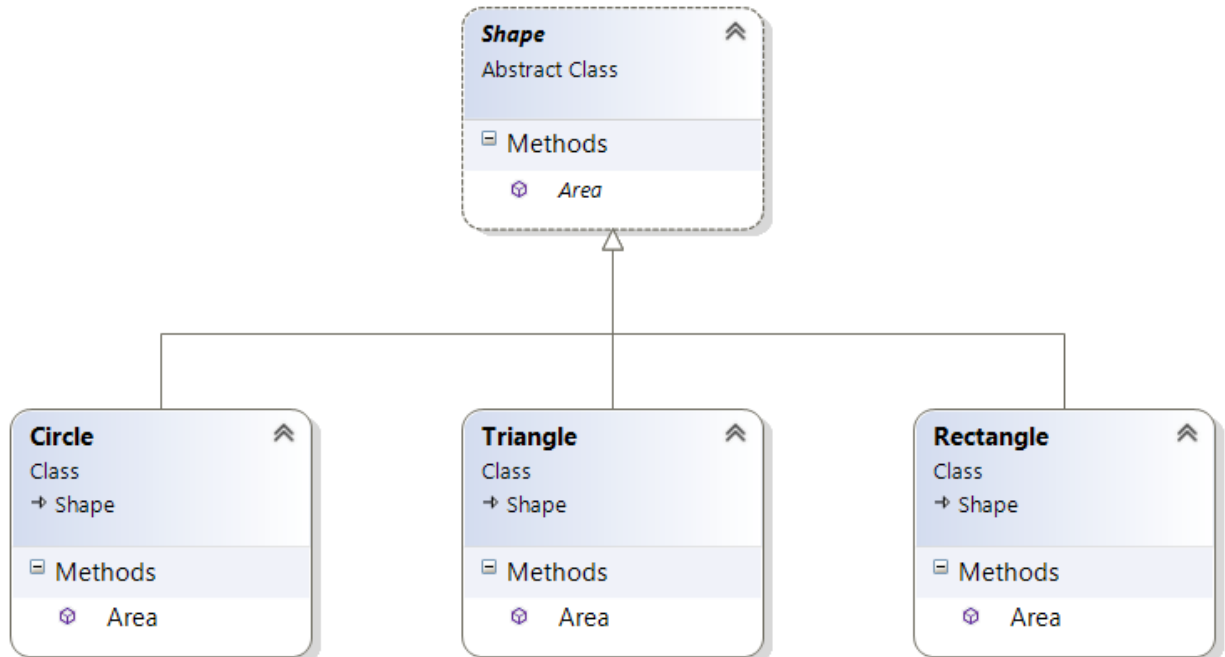 Shape
Abstract Class
Methods
Area
Circle
Class
Shape
Methods
Area
Triangle
Class
Shape
Methods
Area
Rectangle
Class
Shape
Methods
Area